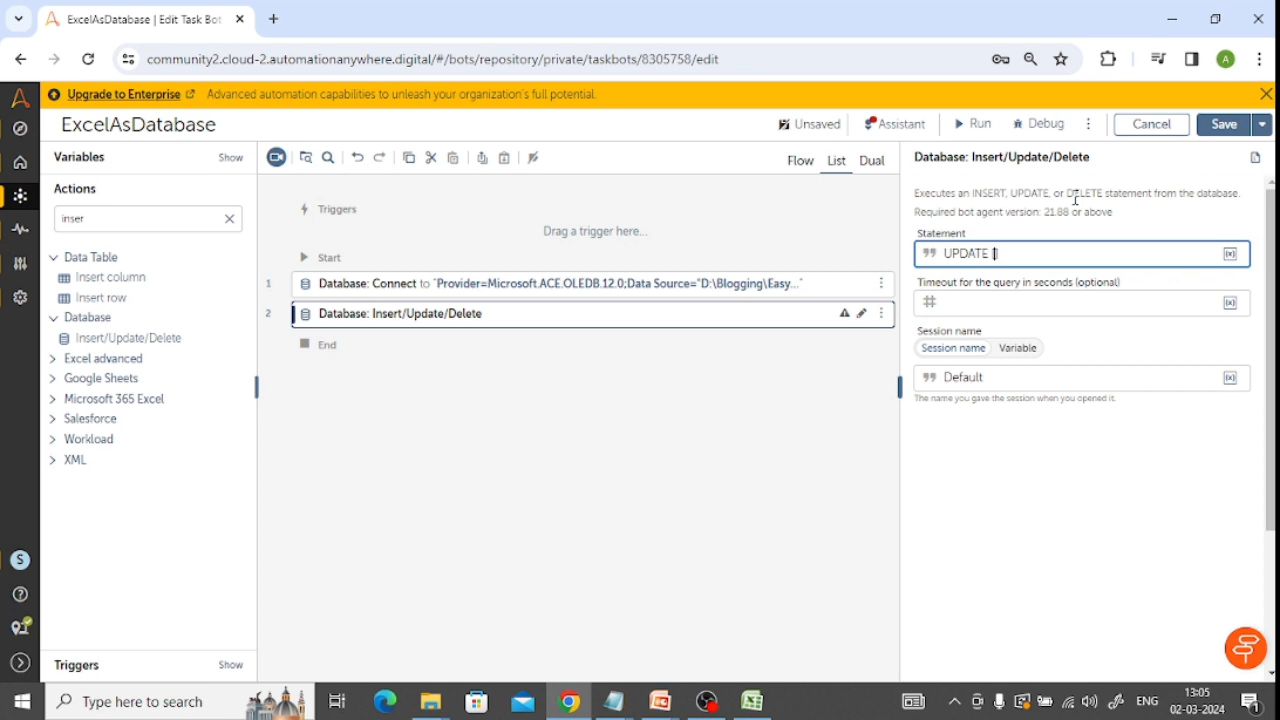 ExcelAsDatabase | Edit Task Bot
community2.cloud-2.automationanywhere.digital/#/bots/repository/private/taskbots/8305758/edit
A
Upgrade to Enterprise Advanced automation capabilities to unleash your organization's full potential.
ExcelAsDatabase
Unsaved
Assistant
Run
Debug
Cancel
Save
Variables
Show
Actions
inser
Data Table
Insert column
Insert row
Database
Insert/Update/Delete
Excel advanced
Google Sheets
Microsoft 365 Excel
Salesforce
Workload
XML
Triggers
Show
Flow
List
Dual
Triggers
Drag a trigger here...
Start
1 Database: Connect to "Provider=Microsoft.ACE.OLEDB.12.0;Data Source="D:\Blogging\Easy..."
2 Database: Insert/Update/Delete
End
Database: Insert/Update/Delete
Executes an INSERT, UPDATE, or DELETE statement from the database.
Required bot agent version: 21.88 or above
Statement
UPDATE
Timeout for the query in seconds (optional)
Session name
Session name
Variable
Default
The name you gave the session when you opened it.
S
Type here to search
ENG
13:05
02-03-2024
1